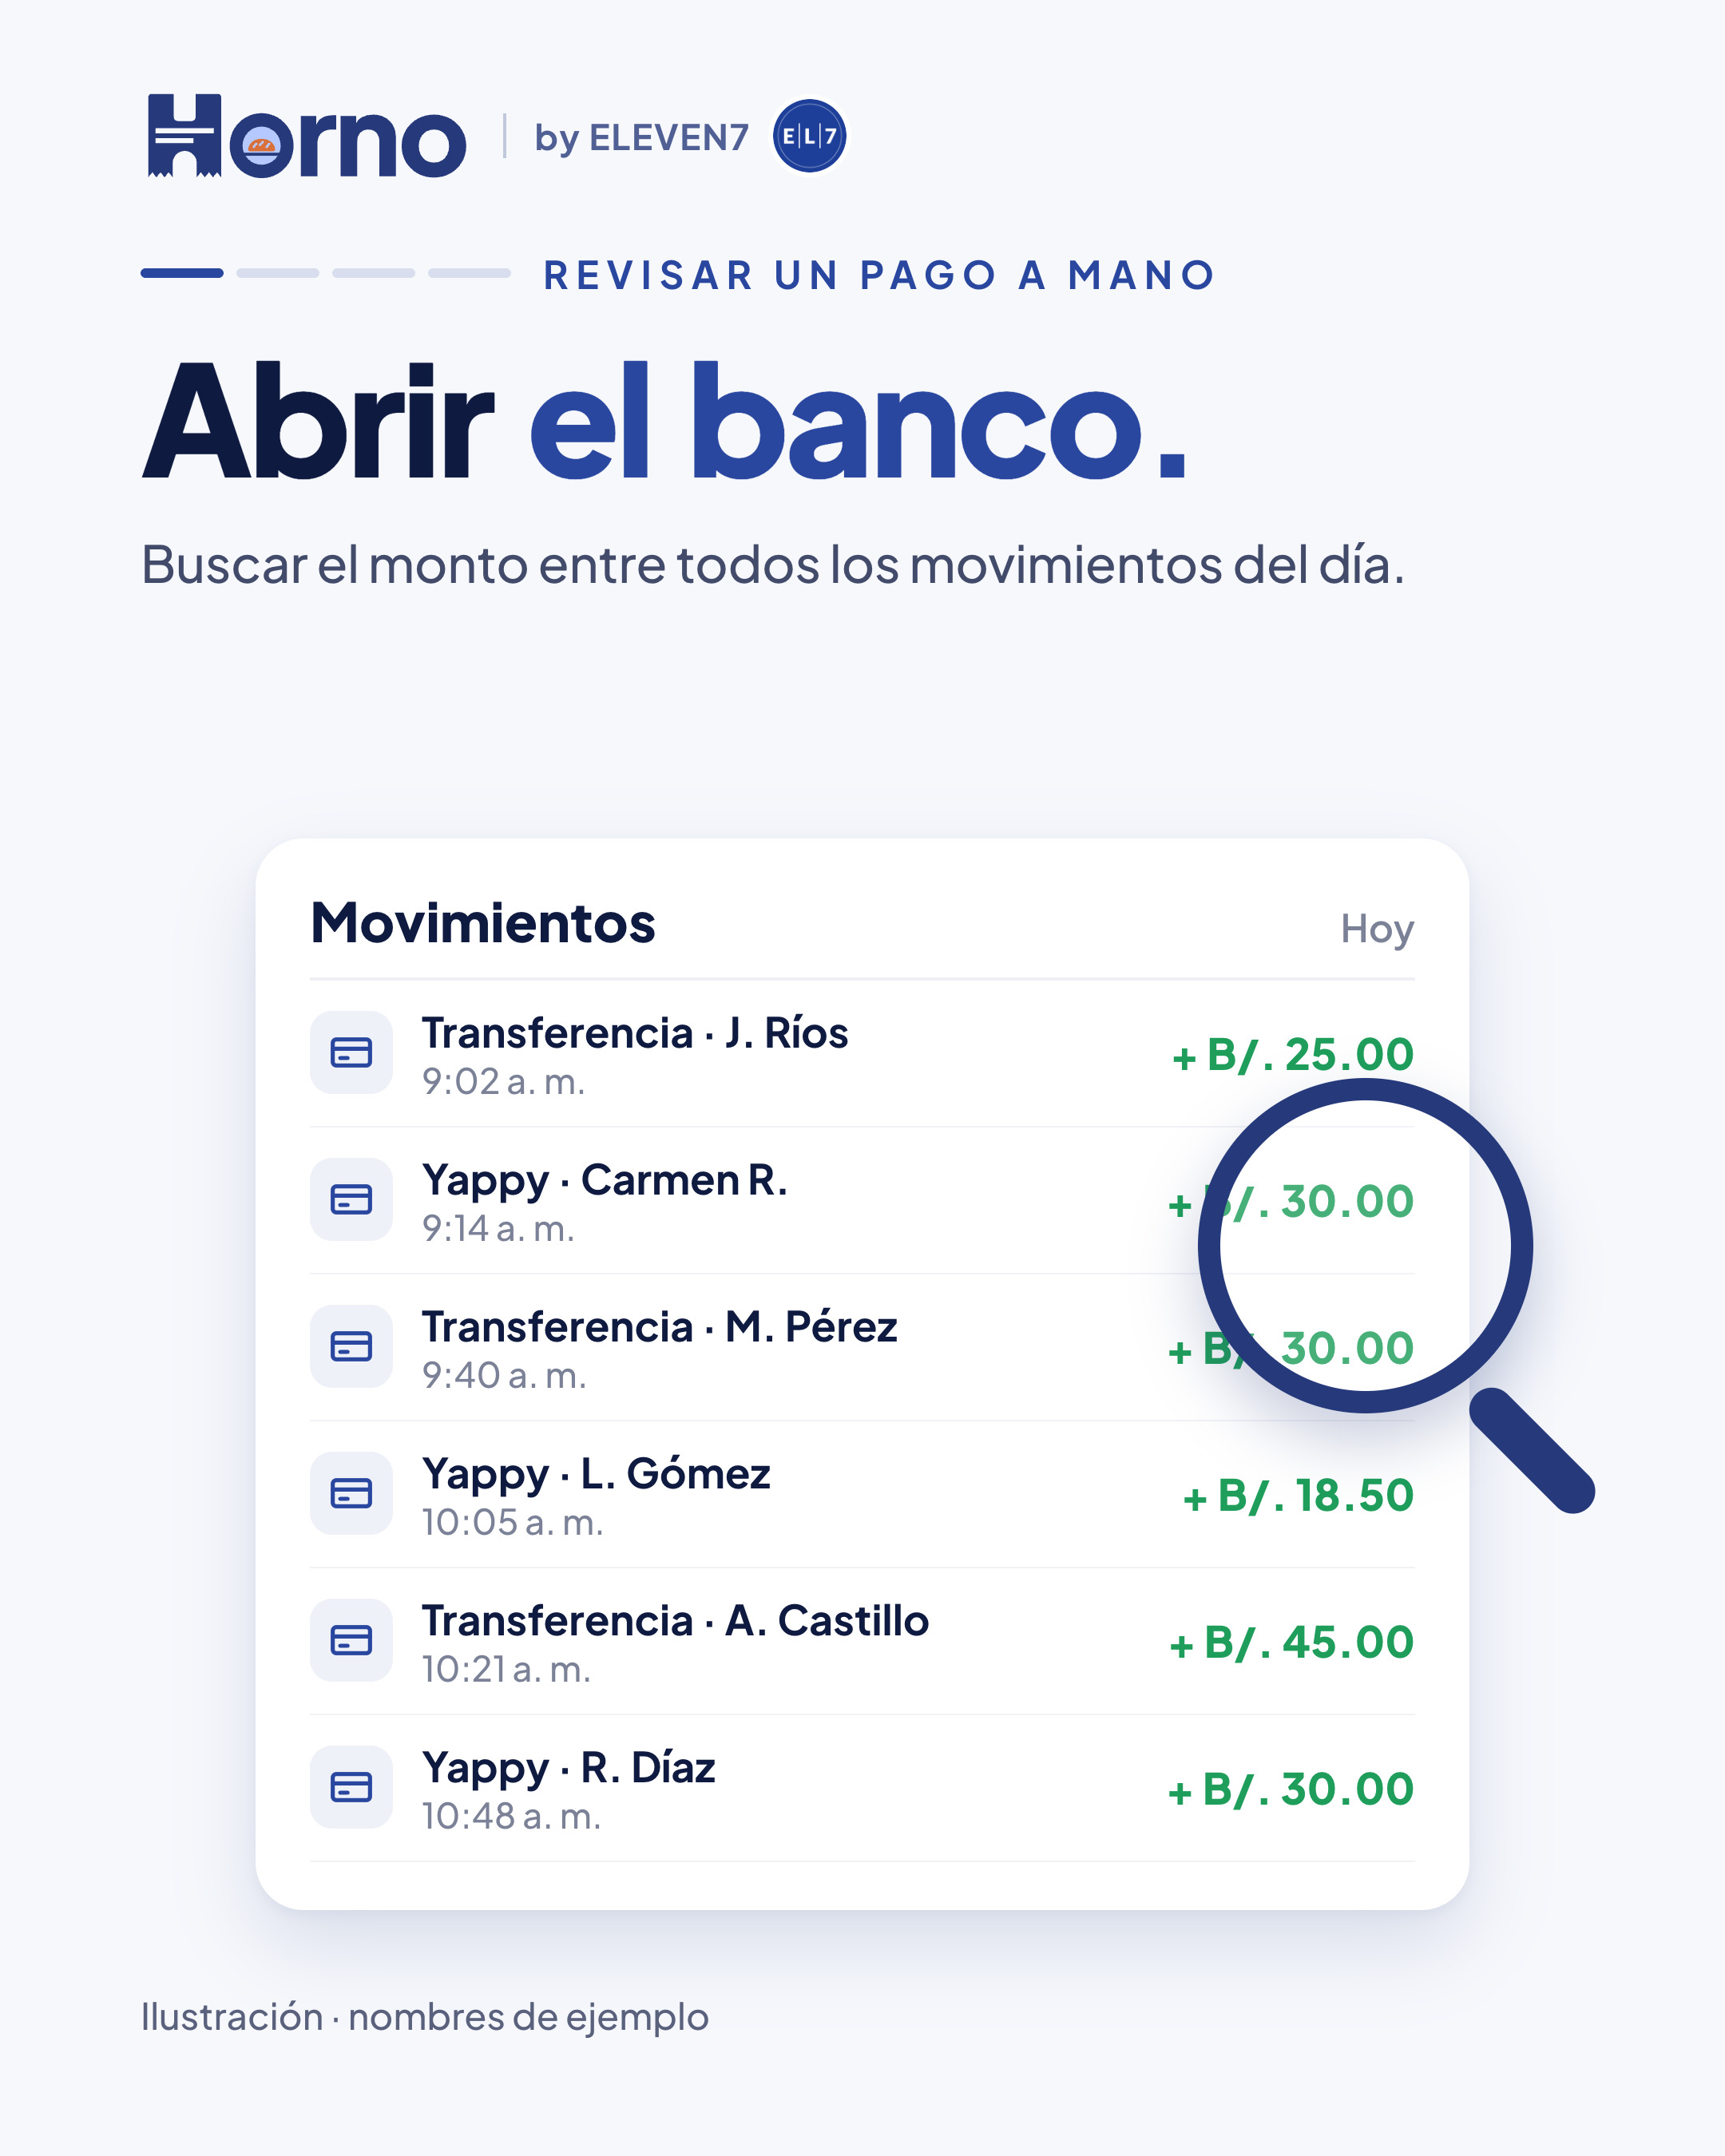 Horno by ELEVEN7 E|L|7
REVISAR UN PAGO A MANO
Abrir el banco.
Buscar el monto entre todos los movimientos del día.
Movimientos Hoy
Transferencia · J. Ríos + B/. 25.00
9:02 a. m.
Yappy · Carmen R. + B/. 30.00
9:14 a. m.
Transferencia · M. Pérez + B/. 30.00
9:40 a. m.
Yappy · L. Gómez + B/. 18.50
10:05 a. m.
Transferencia · A. Castillo + B/. 45.00
10:21 a. m.
Yappy · R. Díaz + B/. 30.00
10:48 a. m.
Ilustración · nombres de ejemplo